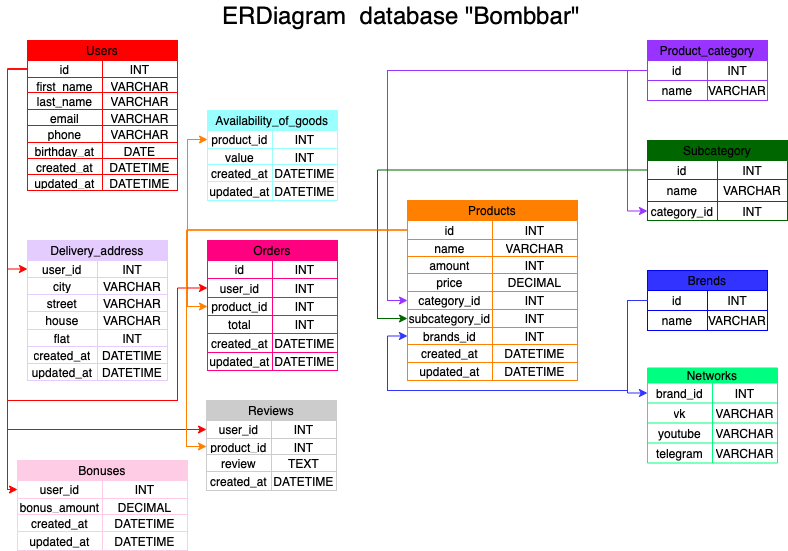 ERDiagram database "Bombbar"
Users
id INT
first_name VARCHAR
last_name VARCHAR
email VARCHAR
phone VARCHAR
birthday_at DATE
created_at DATETIME
updated_at DATETIME
Availability_of_goods
product_id INT
value INT
created_at DATETIME
updated_at DATETIME
Product_category
id INT
name VARCHAR
Subcategory
id INT
name VARCHAR
category_id INT
Products
id INT
name VARCHAR
amount INT
price DECIMAL
category_id INT
subcategory_id INT
brands_id INT
created_at DATETIME
updated_at DATETIME
Delivery_address
user_id INT
city VARCHAR
street VARCHAR
house VARCHAR
flat INT
created_at DATETIME
updated_at DATETIME
Orders
id INT
user_id INT
product_id INT
total INT
created_at DATETIME
updated_at DATETIME
Brends
id INT
name VARCHAR
Networks
brand_id INT
vk VARCHAR
youtube VARCHAR
telegram VARCHAR
Reviews
user_id INT
product_id INT
review TEXT
created_at DATETIME
Bonuses
user_id INT
bonus_amount DECIMAL
created_at DATETIME
updated_at DATETIME